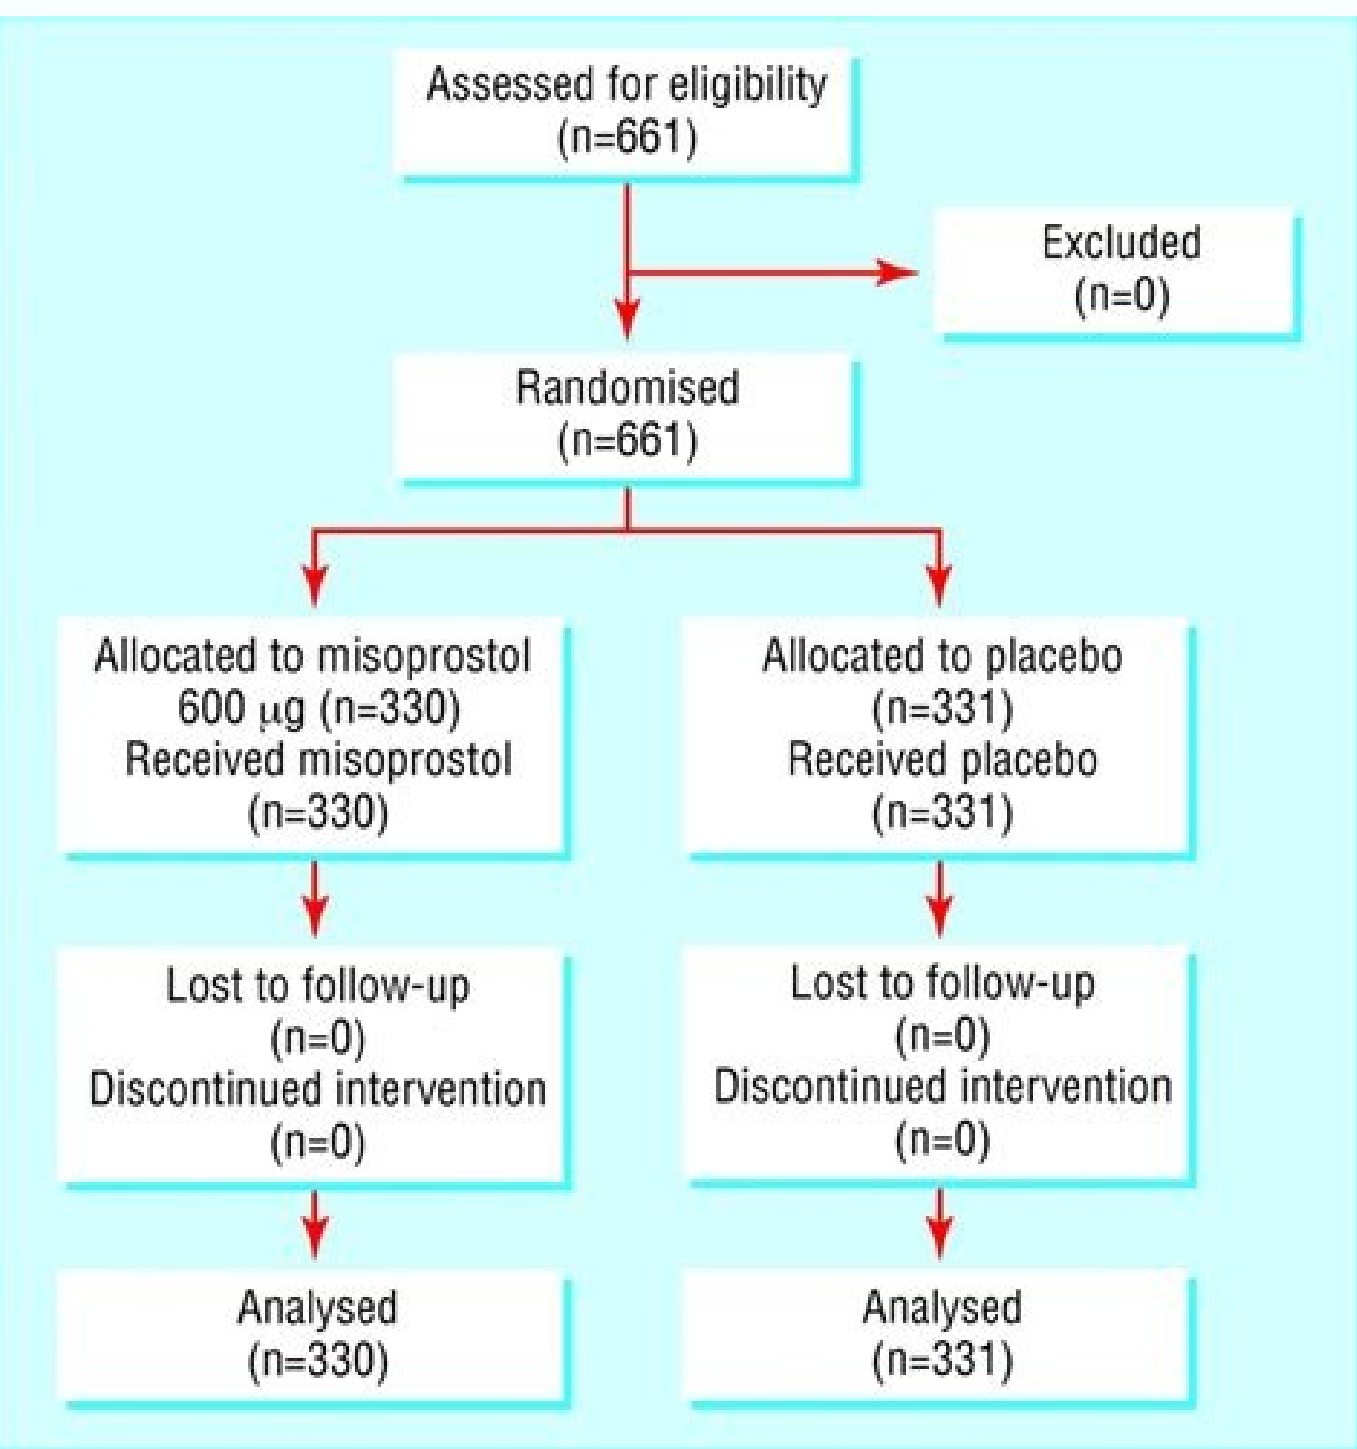 Assessed for eligibility
(n=661)
Excluded
(n=0)
Randomised
(n=661)
Allocated to misoprostol
600 μg (n=330)
Received misoprostol
(n=330)
Allocated to placebo
(n=331)
Received placebo
(n=331)
Lost to follow-up
(n=0)
Discontinued intervention
(n=0)
Lost to follow-up
(n=0)
Discontinued intervention
(n=0)
Analysed
(n=330)
Analysed
(n=331)